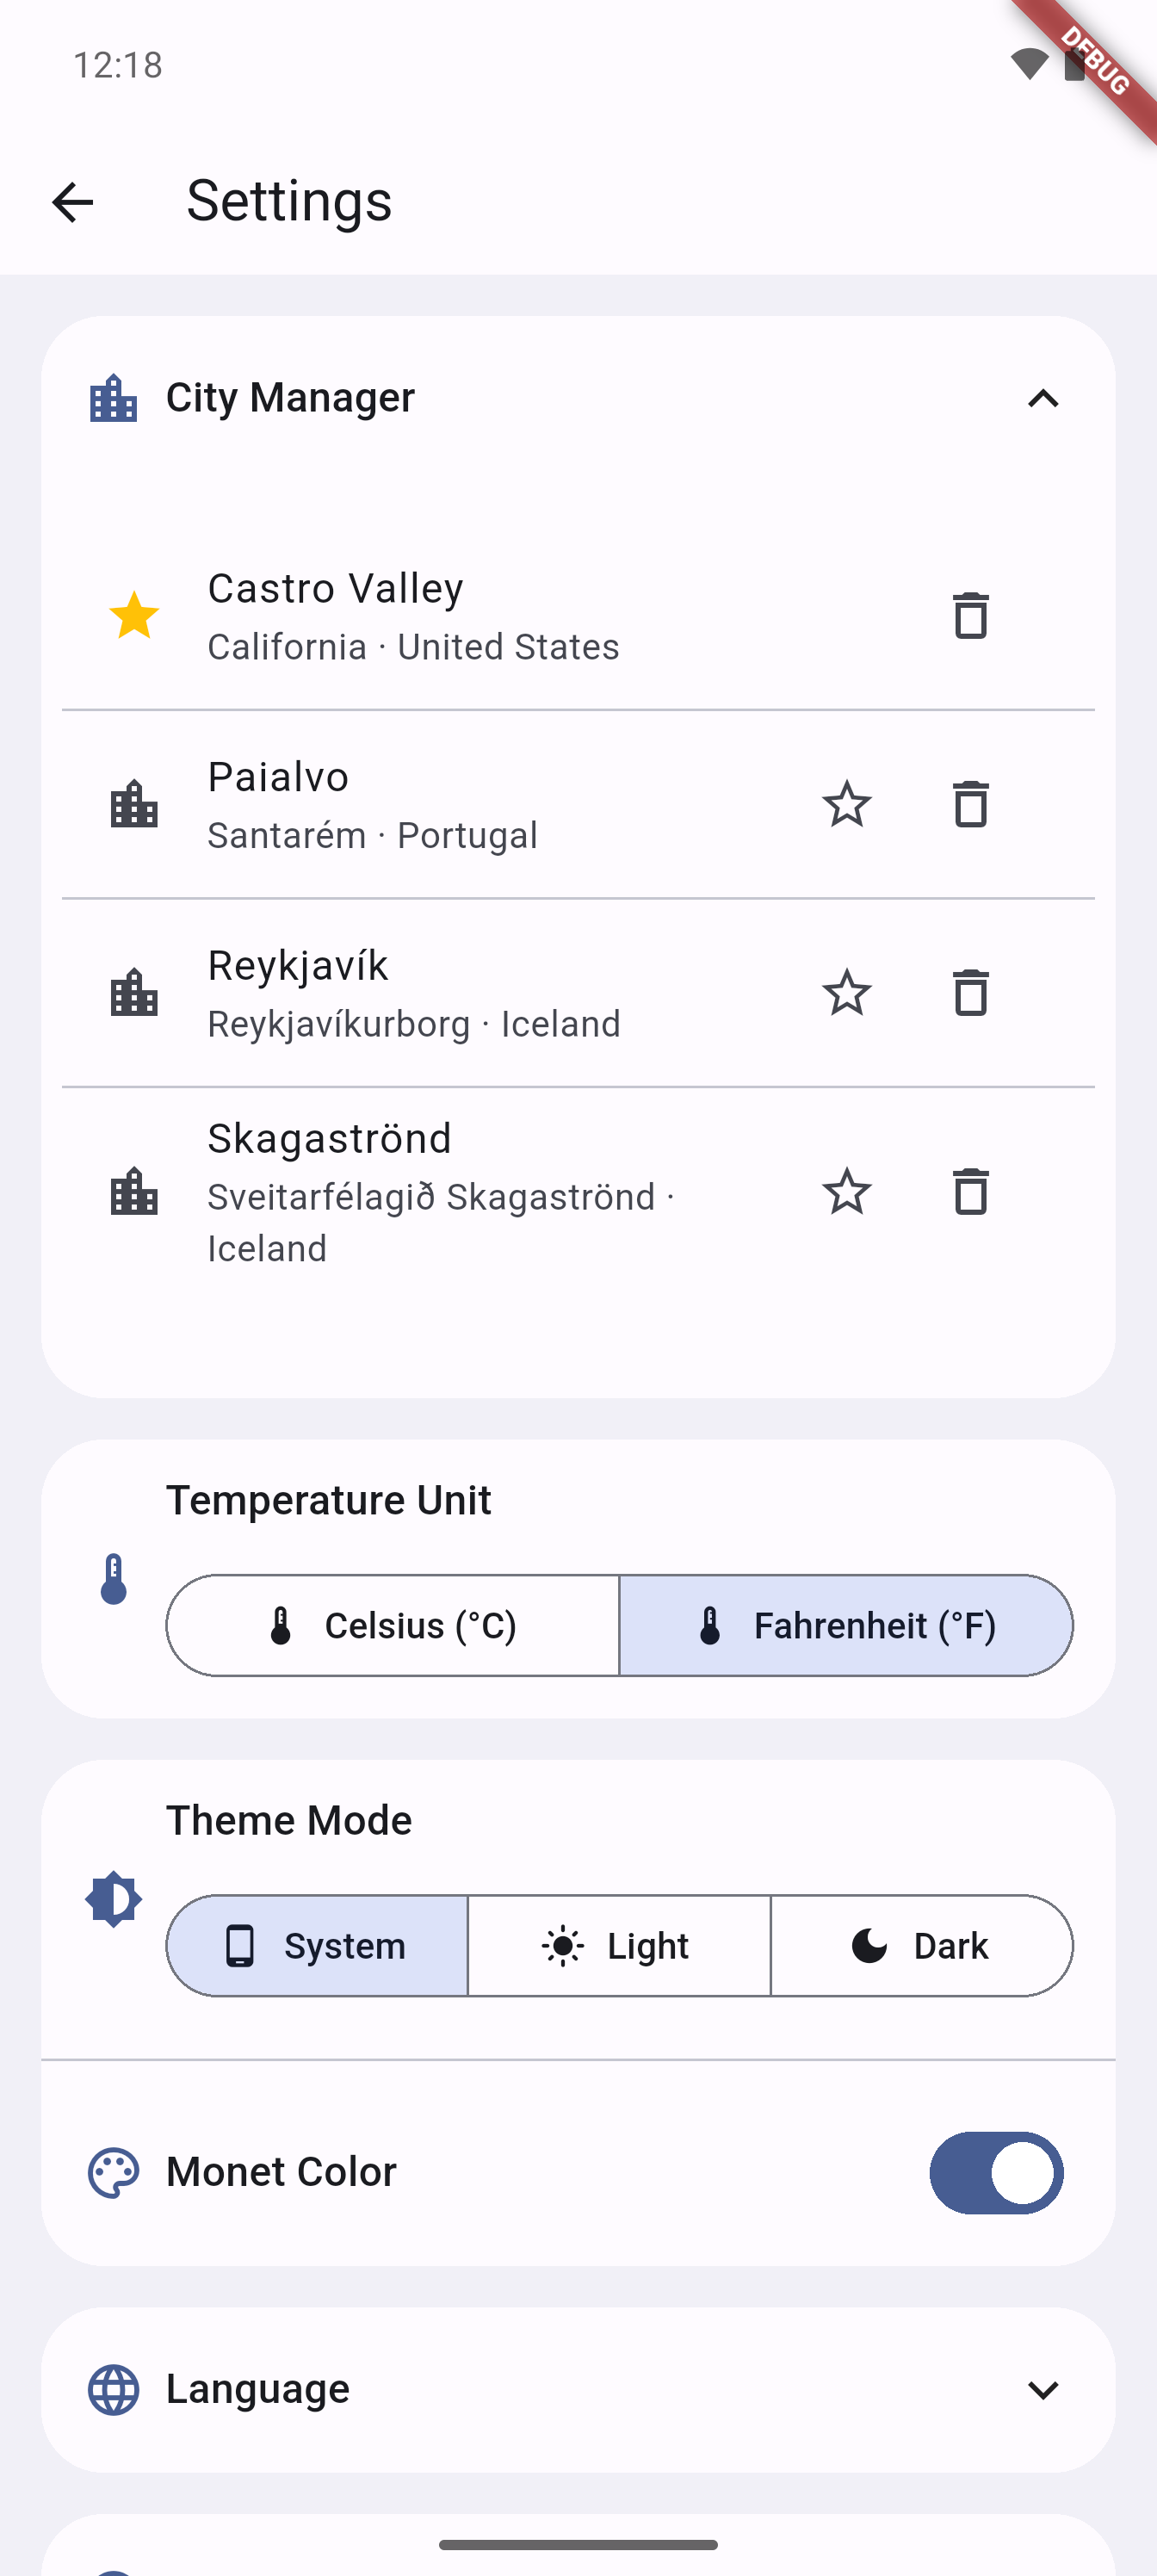 12:18
DEBUG
Settings
City Manager
Castro Valley
California · United States
Paialvo
Santarém · Portugal
Reykjavík
Reykjavíkurborg · Iceland
Skagaströnd
Sveitarfélagið Skagaströnd ·
Iceland
Temperature Unit
Celsius (°C)
Fahrenheit (°F)
Theme Mode
System
Light
Dark
Monet Color
Language